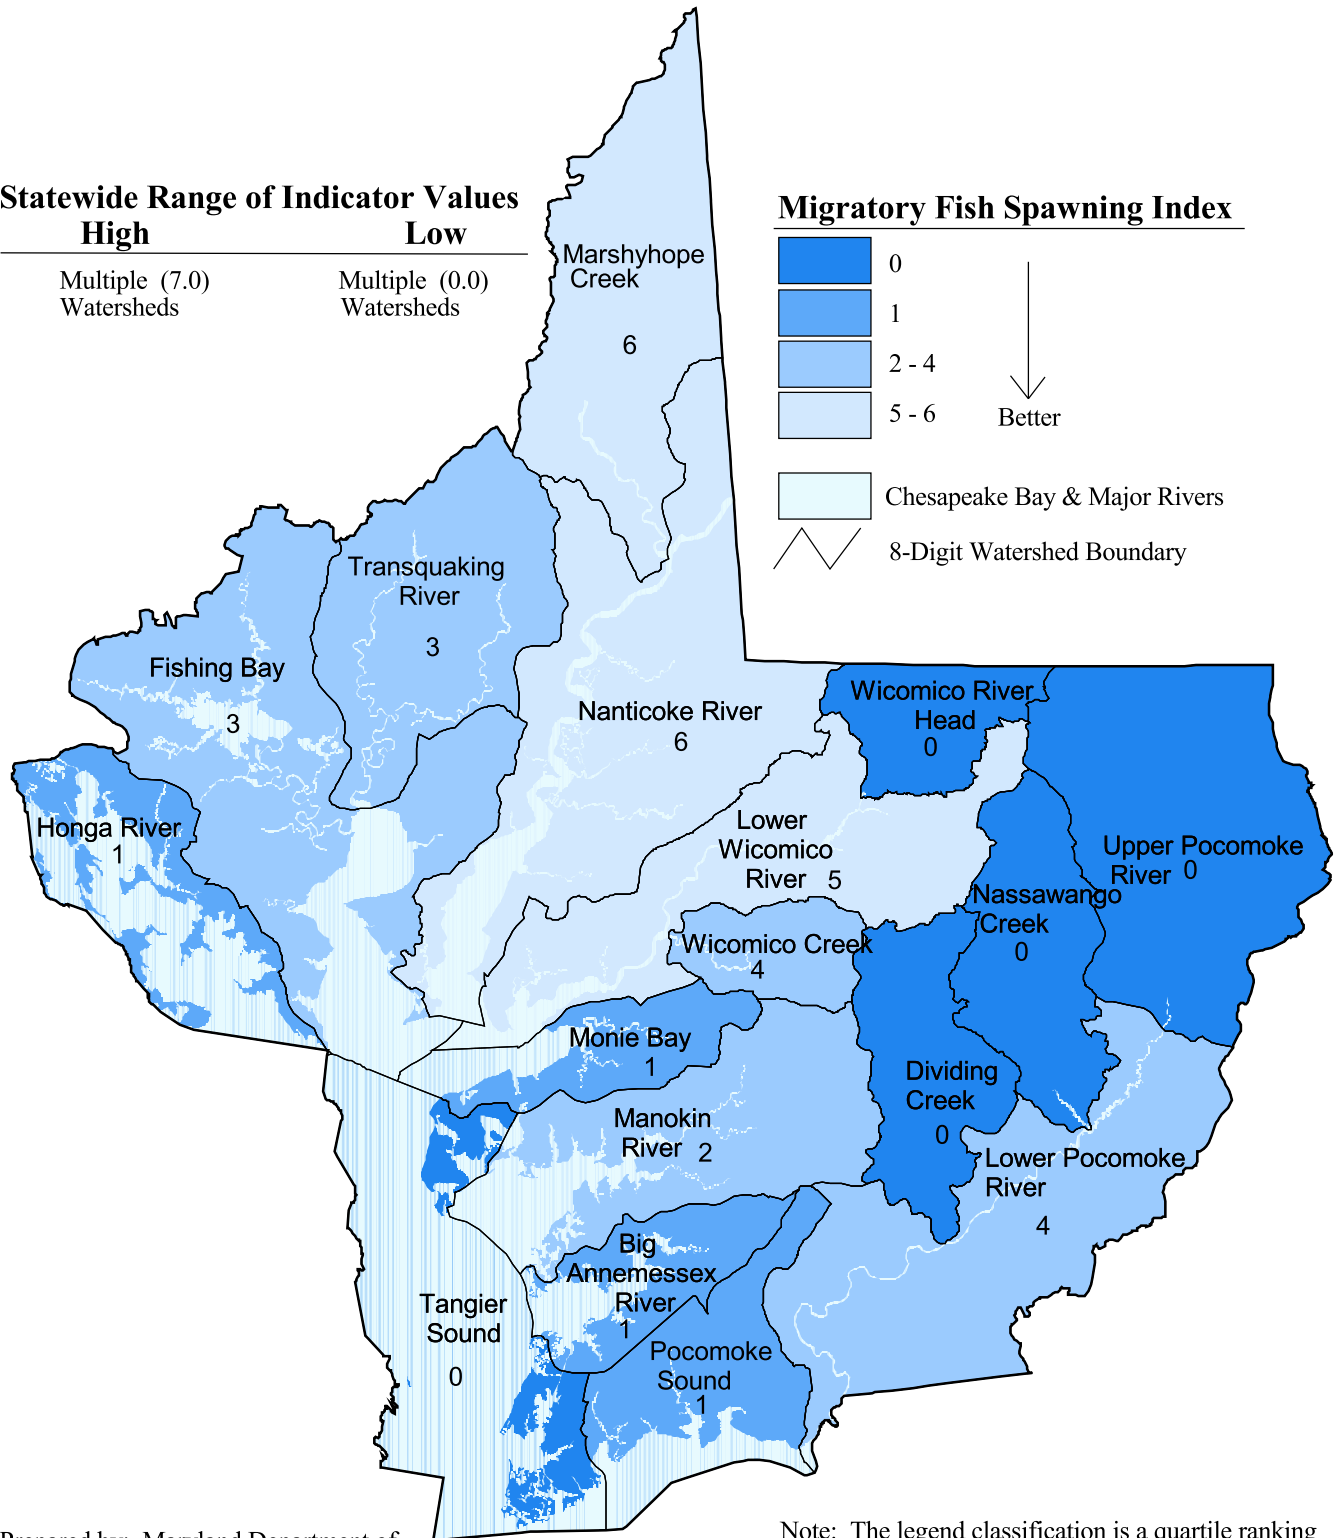 Statewide Range of Indicator Values
High Low
Multiple (7.0) Multiple (0.0)
Watersheds Watersheds
Migratory Fish Spawning Index
0
1
2 - 4
5 - 6
Better
Chesapeake Bay & Major Rivers
8-Digit Watershed Boundary
Marshyhope
Creek
6
Transquaking
River
3
Fishing Bay
3
Nanticoke River
6
Wicomico River
Head
0
Honga River
1
Lower
Wicomico
River 5
Upper Pocomoke
River 0
Nassawango
Creek
0
Wicomico Creek
4
Monie Bay
1
Dividing
Creek
0
Manokin
River 2
Lower Pocomoke
River
4
Big
Annemessex
River
1
Tangier
Sound
0
Pocomoke
Sound
1
Prepared by: Maryland Department of
Note: The legend classification is a quartile ranking